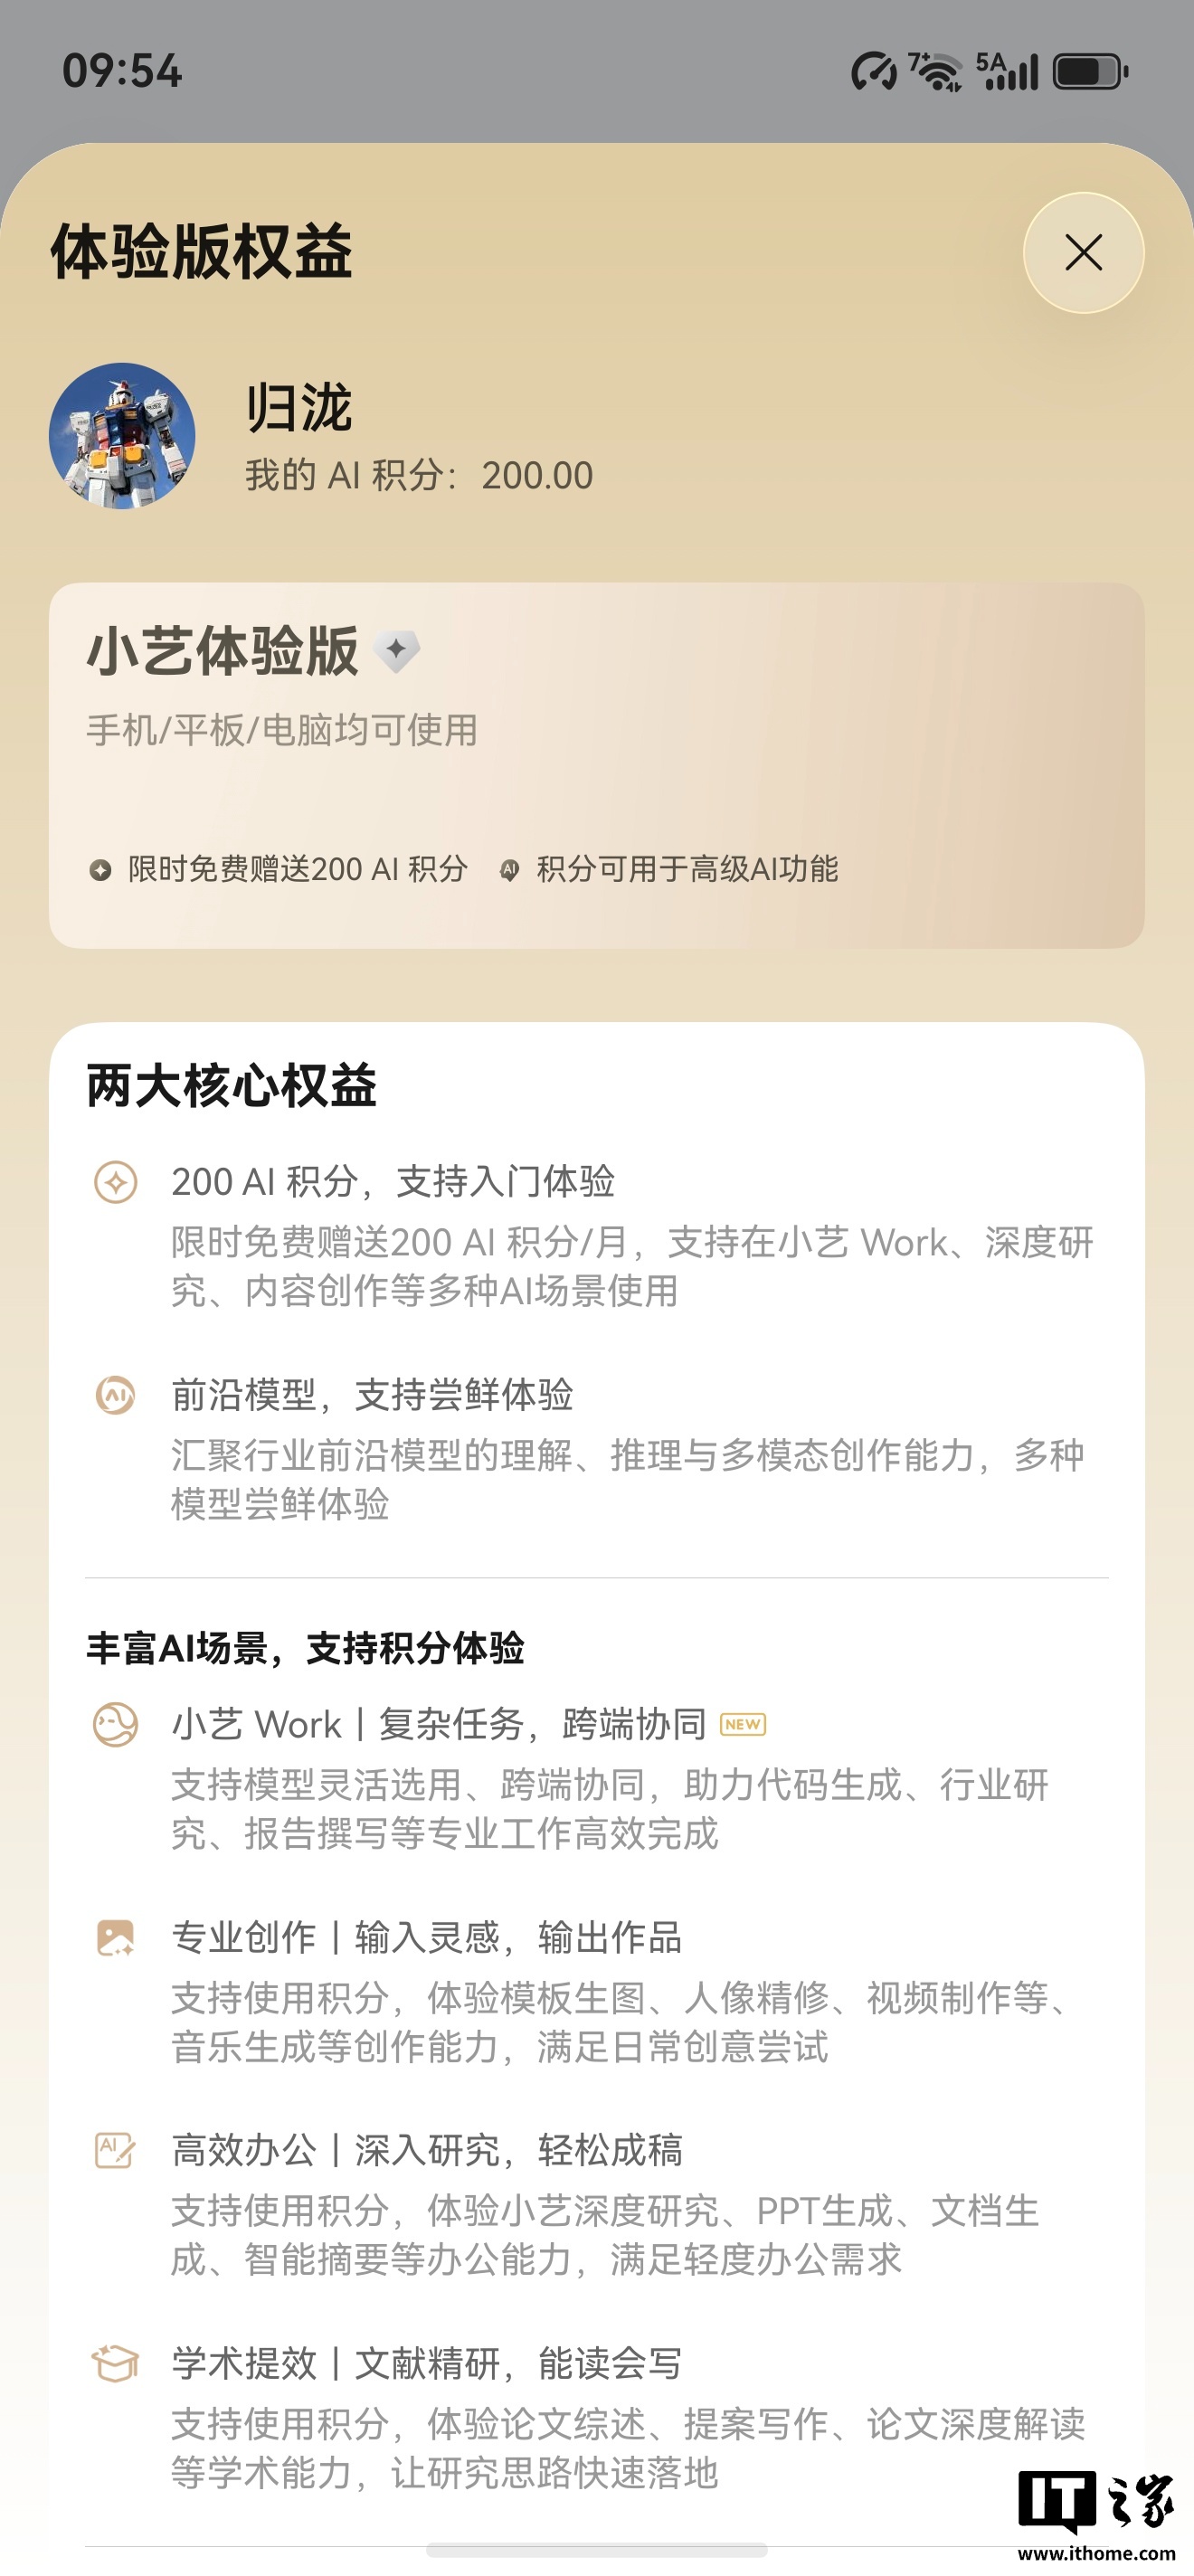 09:54
7+
5A
体验版权益
归泷
我的 AI 积分：200.00
小艺体验版
手机/平板/电脑均可使用
限时免费赠送200 AI 积分
AI 积分可用于高级AI功能
两大核心权益
200 AI 积分，支持入门体验
限时免费赠送200 AI 积分/月，支持在小艺 Work、深度研
究、内容创作等多种AI场景使用
AI 前沿模型，支持尝鲜体验
汇聚行业前沿模型的理解、推理与多模态创作能力，多种
模型尝鲜体验
丰富AI场景，支持积分体验
小艺 Work | 复杂任务，跨端协同 NEW
支持模型灵活选用、跨端协同，助力代码生成、行业研
究、报告撰写等专业工作高效完成
专业创作 | 输入灵感，输出作品
支持使用积分，体验模板生图、人像精修、视频制作等、
音乐生成等创作能力，满足日常创意尝试
AI 高效办公 | 深入研究，轻松成稿
支持使用积分，体验小艺深度研究、PPT生成、文档生
成、智能摘要等办公能力，满足轻度办公需求
学术提效 | 文献精研，能读会写
支持使用积分，体验论文综述、提案写作、论文深度解读
等学术能力，让研究思路快速落地
IT之家
www.ithome.com